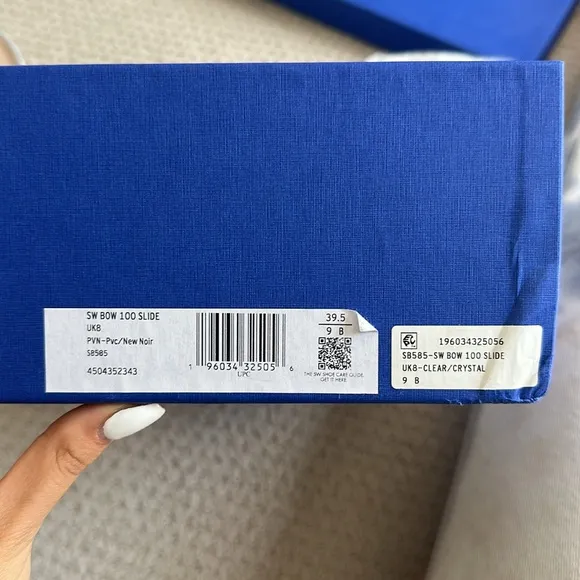 SW BOW 100 SLIDE
UK8
PVN-Pvc/New Noir
SB585
4504352343
1 96034 32505 6
UPC
39.5
9 B
THE SW SHOE CARE GUIDE.
GET IT HERE
196034325056
SB585-SW BOW 100 SLIDE
UK8-CLEAR/CRYSTAL
9 B